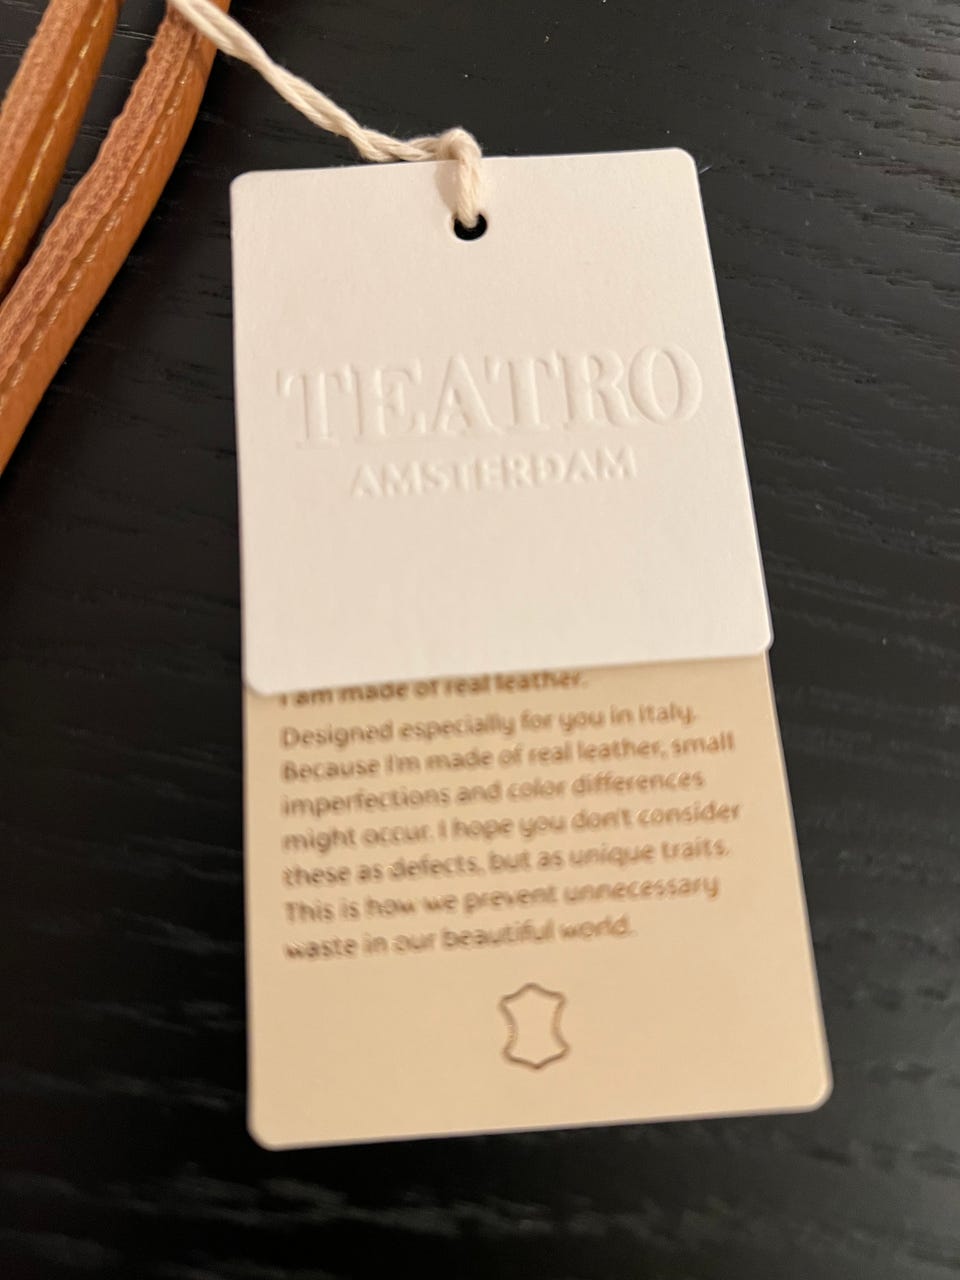 TEATRO
AMSTERDAM
I am made of real leather.
Designed especially for you in Italy.
Because I'm made of real leather, small
imperfections and color differences
might occur. I hope you don't consider
these as defects, but as unique traits.
This is how we prevent unnecessary
waste in our beautiful world.